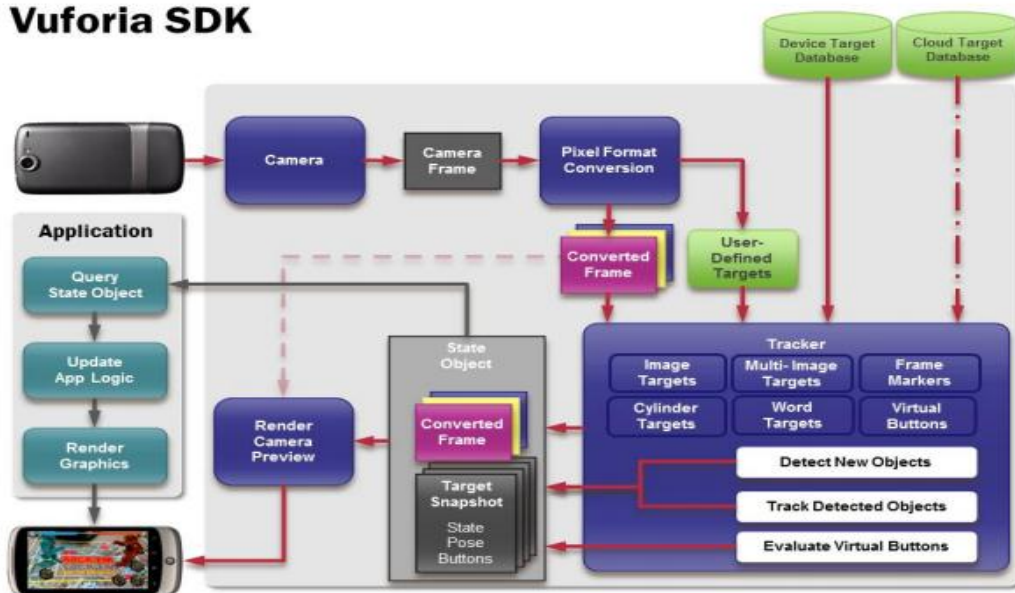 Vuforia SDK
Device Target
Database
Cloud Target
Database
Camera
Camera
Frame
Pixel Format
Conversion
Application
Query
State Object
Update
App Logic
Render
Graphics
Converted
Frame
User-
Defined
Targets
State
Object
Converted
Frame
Target
Snapshot
State
Pose
Buttons
Render
Camera
Preview
Tracker
Image
Targets
Multi-Image
Targets
Frame
Markers
Cylinder
Targets
Word
Targets
Virtual
Buttons
Detect New Objects
Track Detected Objects
Evaluate Virtual Buttons